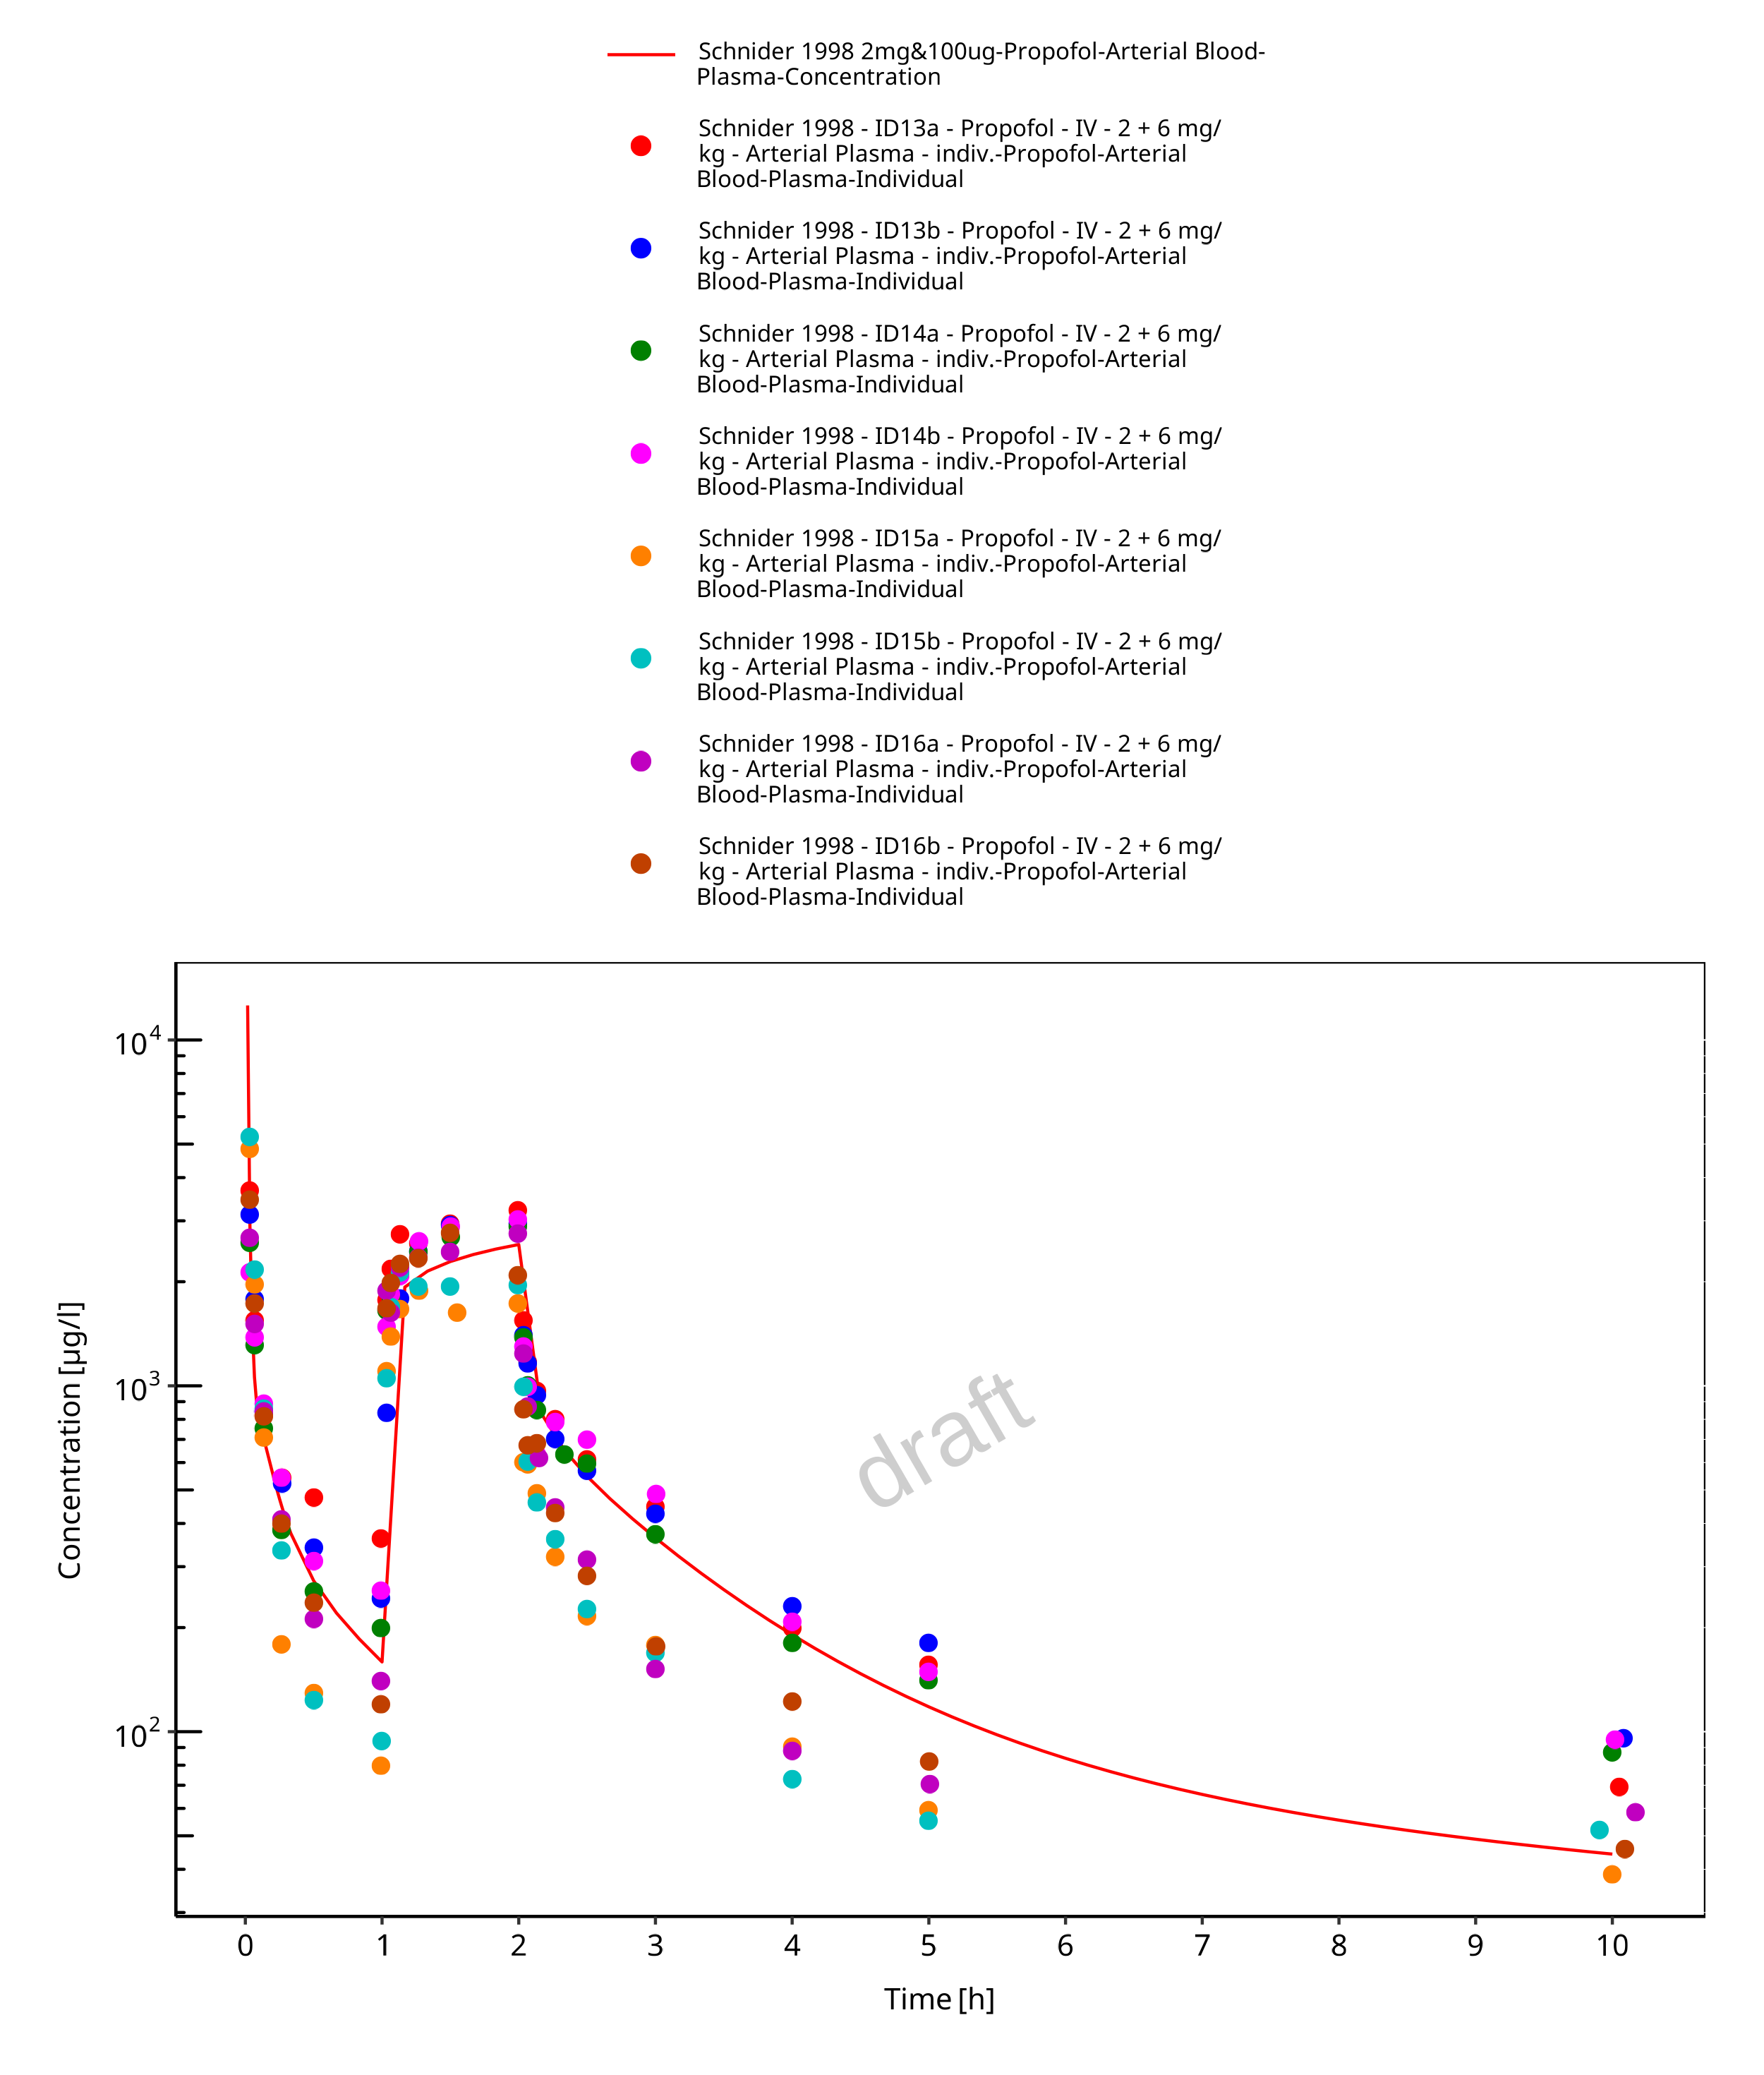 Schnider 1998 2mg&100ug-Propofol-Arterial Blood-
Plasma-Concentration
Schnider 1998 - ID13a - Propofol - IV - 2 + 6 mg/
kg - Arterial Plasma - indiv.-Propofol-Arterial
Blood-Plasma-Individual
Schnider 1998 - ID13b - Propofol - IV - 2 + 6 mg/
kg - Arterial Plasma - indiv.-Propofol-Arterial
Blood-Plasma-Individual
Schnider 1998 - ID14a - Propofol - IV - 2 + 6 mg/
kg - Arterial Plasma - indiv.-Propofol-Arterial
Blood-Plasma-Individual
Schnider 1998 - ID14b - Propofol - IV - 2 + 6 mg/
kg - Arterial Plasma - indiv.-Propofol-Arterial
Blood-Plasma-Individual
Schnider 1998 - ID15a - Propofol - IV - 2 + 6 mg/
kg - Arterial Plasma - indiv.-Propofol-Arterial
Blood-Plasma-Individual
Schnider 1998 - ID15b - Propofol - IV - 2 + 6 mg/
kg - Arterial Plasma - indiv.-Propofol-Arterial
Blood-Plasma-Individual
Schnider 1998 - ID16a - Propofol - IV - 2 + 6 mg/
kg - Arterial Plasma - indiv.-Propofol-Arterial
Blood-Plasma-Individual
Schnider 1998 - ID16b - Propofol - IV - 2 + 6 mg/
kg - Arterial Plasma - indiv.-Propofol-Arterial
Blood-Plasma-Individual
10⁴
10³
10²
Concentration [µg/l]
draft
0 1 2 3 4 5 6 7 8 9 10
Time [h]